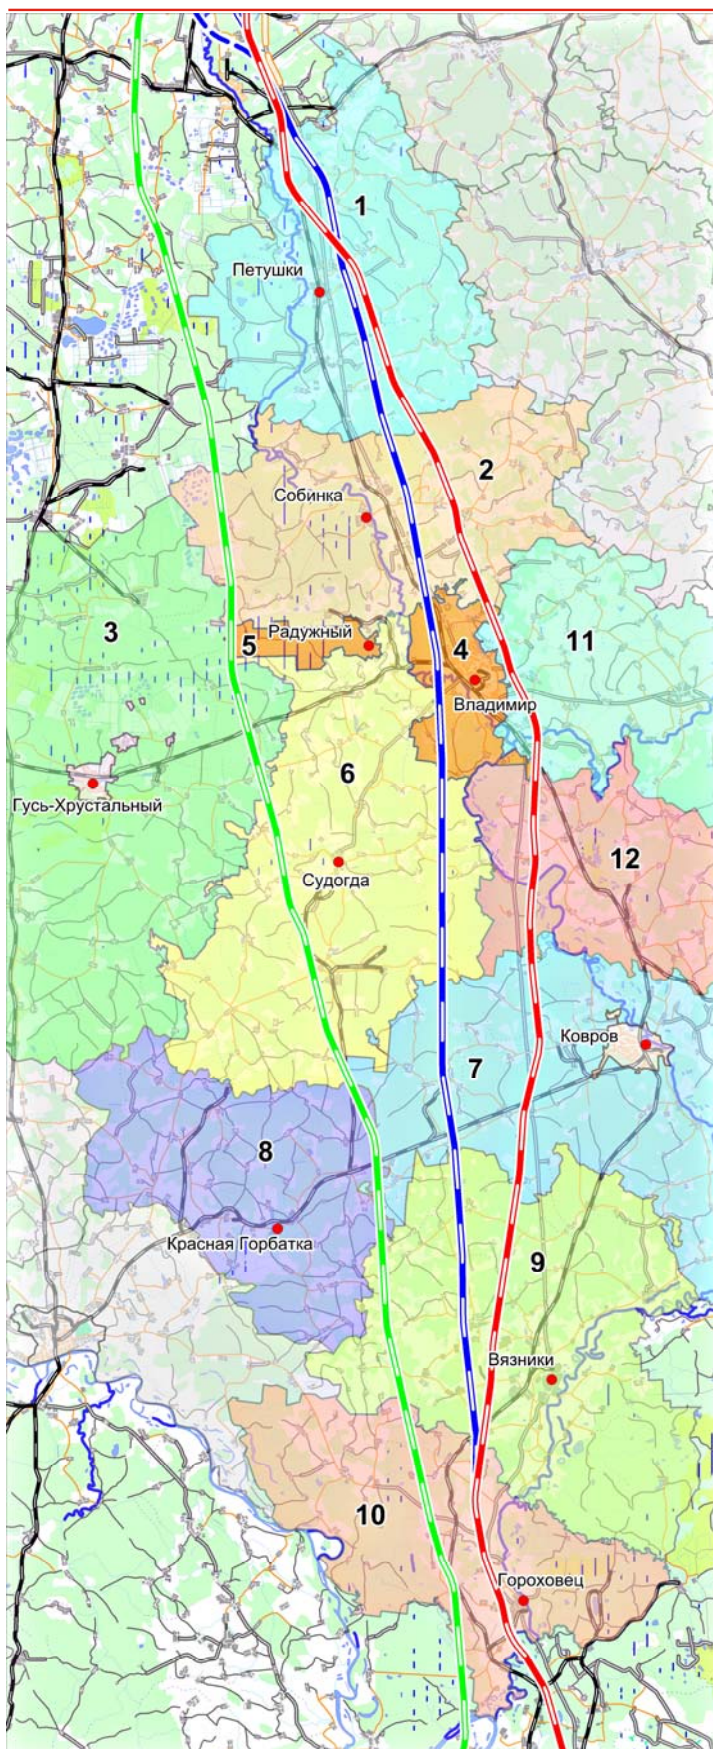 1
Петушки
2
Собинка
3
5
Радужный
4
11
Владимир
6
Гусь-Хрустальный
12
Судогда
Ковров
7
8
Красная Горбатка
9
Вязники
10
Гороховец